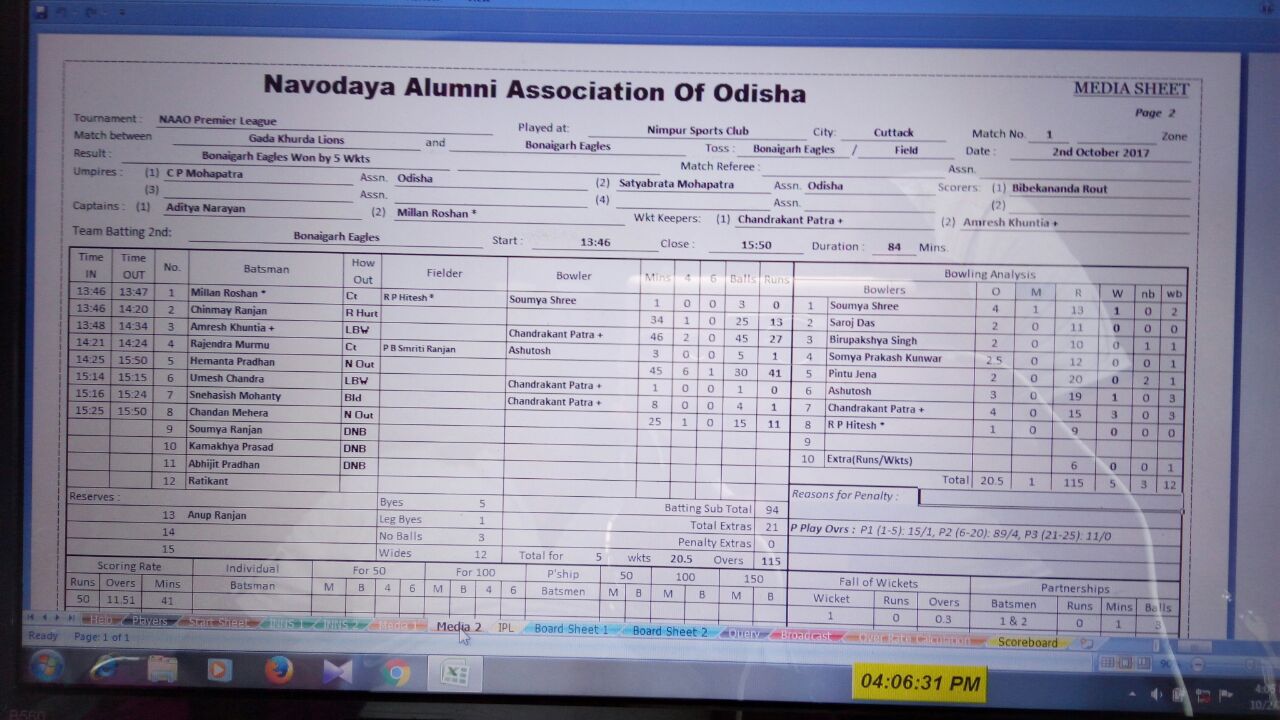 Navodaya Alumni Association Of Odisha
MEDIA SHEET
Page 2
Tournament : NAAO Premier League Played at: Nimpur Sports Club City: Cuttack Match No. 1 Zone
Match between Gada Khurda Lions and Bonaigarh Eagles Toss : Bonaigarh Eagles / Field Date : 2nd October 2017
Result : Bonaigarh Eagles Won by 5 Wkts Match Referee : Assn.
Umpires : (1) C P Mohapatra Assn. Odisha (2) Satyabrata Mohapatra Assn. Odisha Scorers : (1) Bibekananda Rout
(3) Assn. (4) Assn. (2)
Captains : (1) Aditya Narayan (2) Millan Roshan * Wkt Keepers: (1) Chandrakant Patra + (2) Amresh Khuntia +
Team Batting 2nd: Bonaigarh Eagles Start : 13:46 Close : 15:50 Duration : 84 Mins.
Time IN Time OUT No. Batsman How Out Fielder Bowler Mins 4 6 Balls Runs
13:46 13:47 1 Millan Roshan * Ct R P Hitesh * Soumya Shree 1 0 0 3 0
13:46 14:20 2 Chinmay Ranjan R Hurt 34 1 0 25 13
13:48 14:34 3 Amresh Khuntia + LBW Chandrakant Patra + 46 2 0 45 27
14:21 14:24 4 Rajendra Murmu Ct P B Smriti Ranjan Ashutosh 3 0 0 5 1
14:25 15:50 5 Hemanta Pradhan N Out 45 6 1 30 41
15:14 15:15 6 Umesh Chandra LBW Chandrakant Patra + 1 0 0 1 0
15:16 15:24 7 Snehasish Mohanty Bld Chandrakant Patra + 8 0 0 4 1
15:25 15:50 8 Chandan Mehera N Out 25 1 0 15 11
9 Soumya Ranjan DNB
10 Kamakhya Prasad DNB
11 Abhijit Pradhan DNB
12 Ratikant
Bowling Analysis
Bowlers O M R W nb wb
1 Soumya Shree 4 1 13 1 0 2
2 Saroj Das 2 0 11 0 0 0
3 Birupakshya Singh 2 0 10 0 1 1
4 Somya Prakash Kunwar 2.5 0 12 0 0 1
5 Pintu Jena 2 0 20 0 2 1
6 Ashutosh 3 0 19 1 0 3
7 Chandrakant Patra + 4 0 15 3 0 3
8 R P Hitesh * 1 0 9 0 0 0
9
10 Extra(Runs/Wkts) 6 0 0 1
Total 20.5 1 115 5 3 12
Reserves :
13 Anup Ranjan
14
15
Byes 5 Batting Sub Total 94
Leg Byes 1 Total Extras 21
No Balls 3 Penalty Extras 0
Wides 12 Total for 5 wkts 20.5 Overs 115
Reasons for Penalty :
P Play Ovrs : P1 (1-5): 15/1, P2 (6-20): 89/4, P3 (21-25): 11/0
Scoring Rate Individual For 50 For 100 P'ship 50 100 150
Runs Overs Mins Batsman M B 4 6 M B 4 6 Batsmen M B M B M B
50 11.51 41
Fall of Wickets Partnerships
Wicket Runs Overs Batsmen Runs Mins Balls
1 0 0.3 1 & 2 0 1 3
Help Players Start Sheet INNS 1 INNS 2 Media 1 Media 2 IPL Board Sheet 1 Board Sheet 2 Query Broadcast Over Rate Calculation Scoreboard
Ready Page: 1 of 1
04:06:31 PM
B560